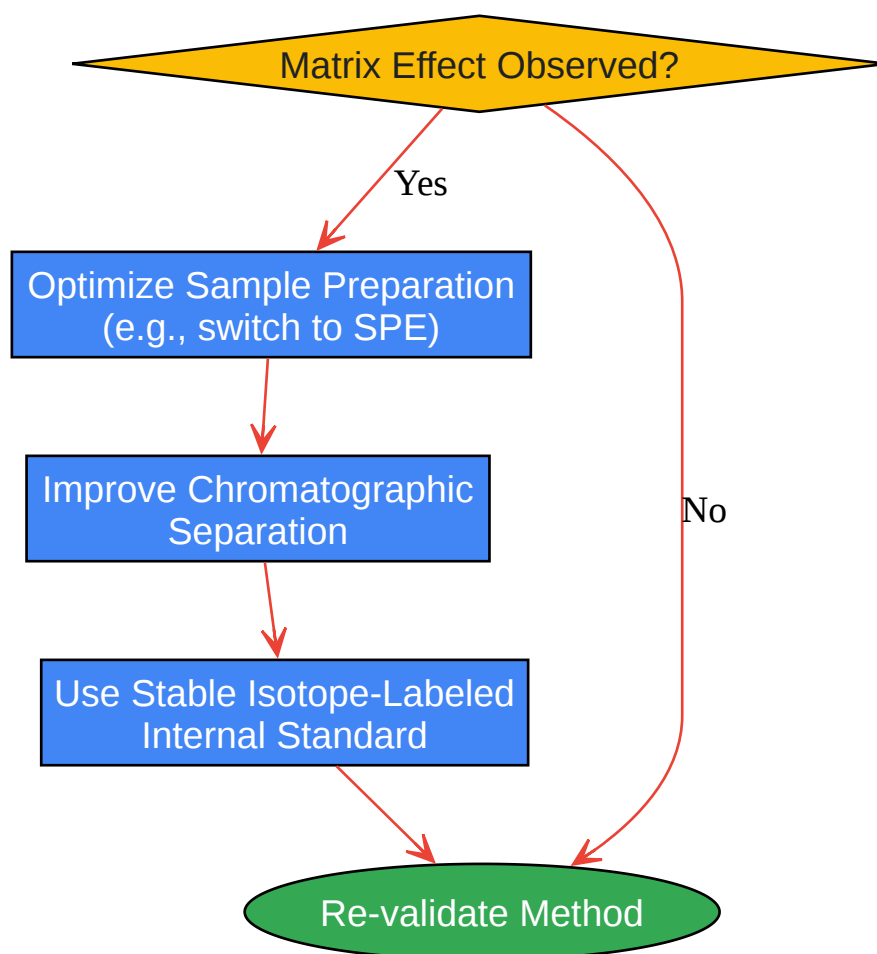 Matrix Effect Observed?
Yes
Optimize Sample Preparation
(e.g., switch to SPE)
Improve Chromatographic
Separation
No
Use Stable Isotope-Labeled
Internal Standard
Re-validate Method